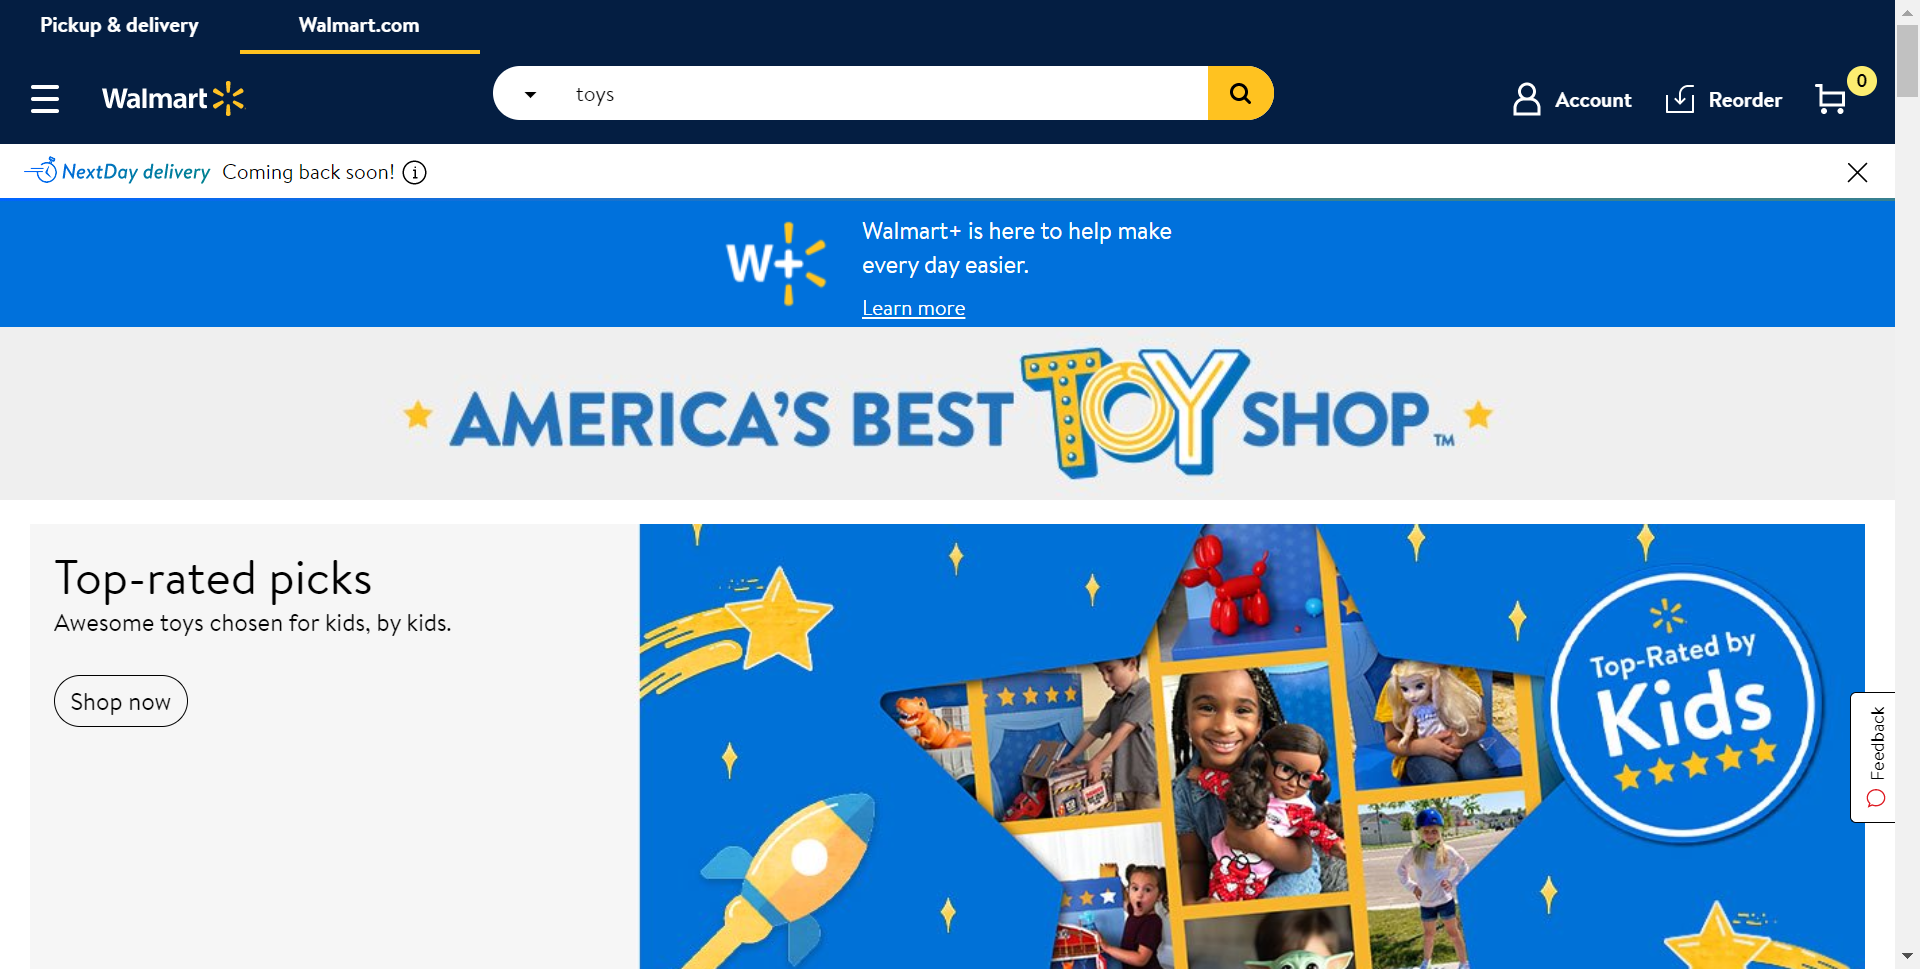 Pickup & delivery
Walmart.com
Walmart
toys
Account
Reorder
0
NextDay delivery Coming back soon!
W+
Walmart+ is here to help make
every day easier.
Learn more
AMERICA'S BEST TOY SHOP™
Top-rated picks
Awesome toys chosen for kids, by kids.
Shop now
Top-Rated by
Kids
Feedback